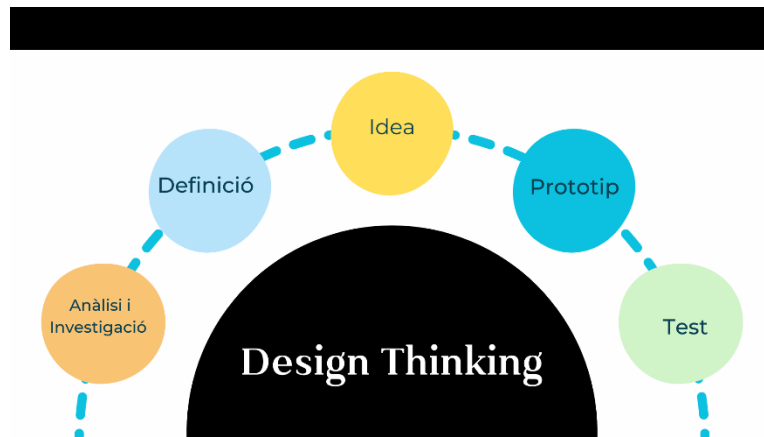 Idea
Definició
Prototip
Anàlisi i
Investigació
Test
Design Thinking